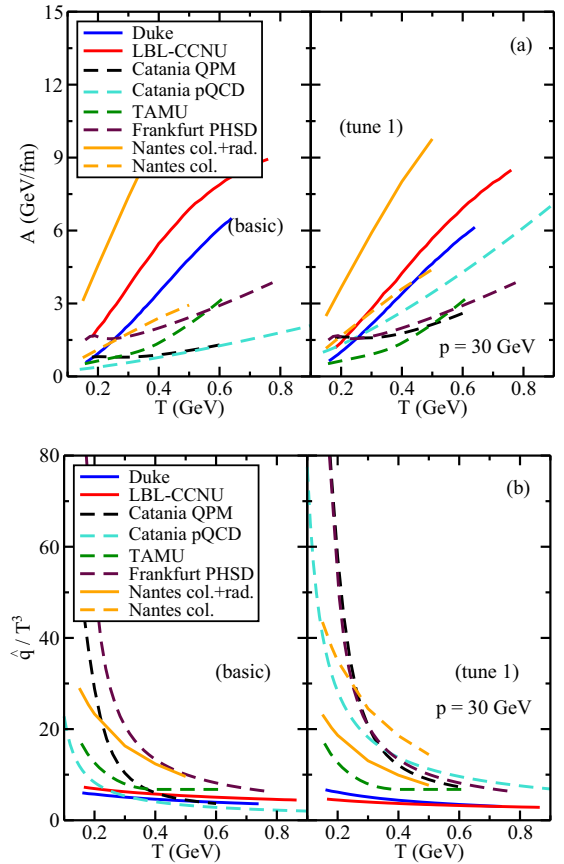 15
12
9
6
3
0
A (GeV/fm)
Duke
LBL-CCNU
Catania QPM
Catania pQCD
TAMU
Frankfurt PHSD
Nantes col.+rad.
Nantes col.
(basic)
(a)
(tune 1)
p = 30 GeV
0.2 0.4 0.6 0.8
0.2 0.4 0.6 0.8
T (GeV)
T (GeV)
80
60
40
20
0
q̂ / T³
Duke
LBL-CCNU
Catania QPM
Catania pQCD
TAMU
Frankfurt PHSD
Nantes col.+rad.
Nantes col.
(basic)
(b)
(tune 1)
p = 30 GeV
0.2 0.4 0.6 0.8
0.2 0.4 0.6 0.8
T (GeV)
T (GeV)